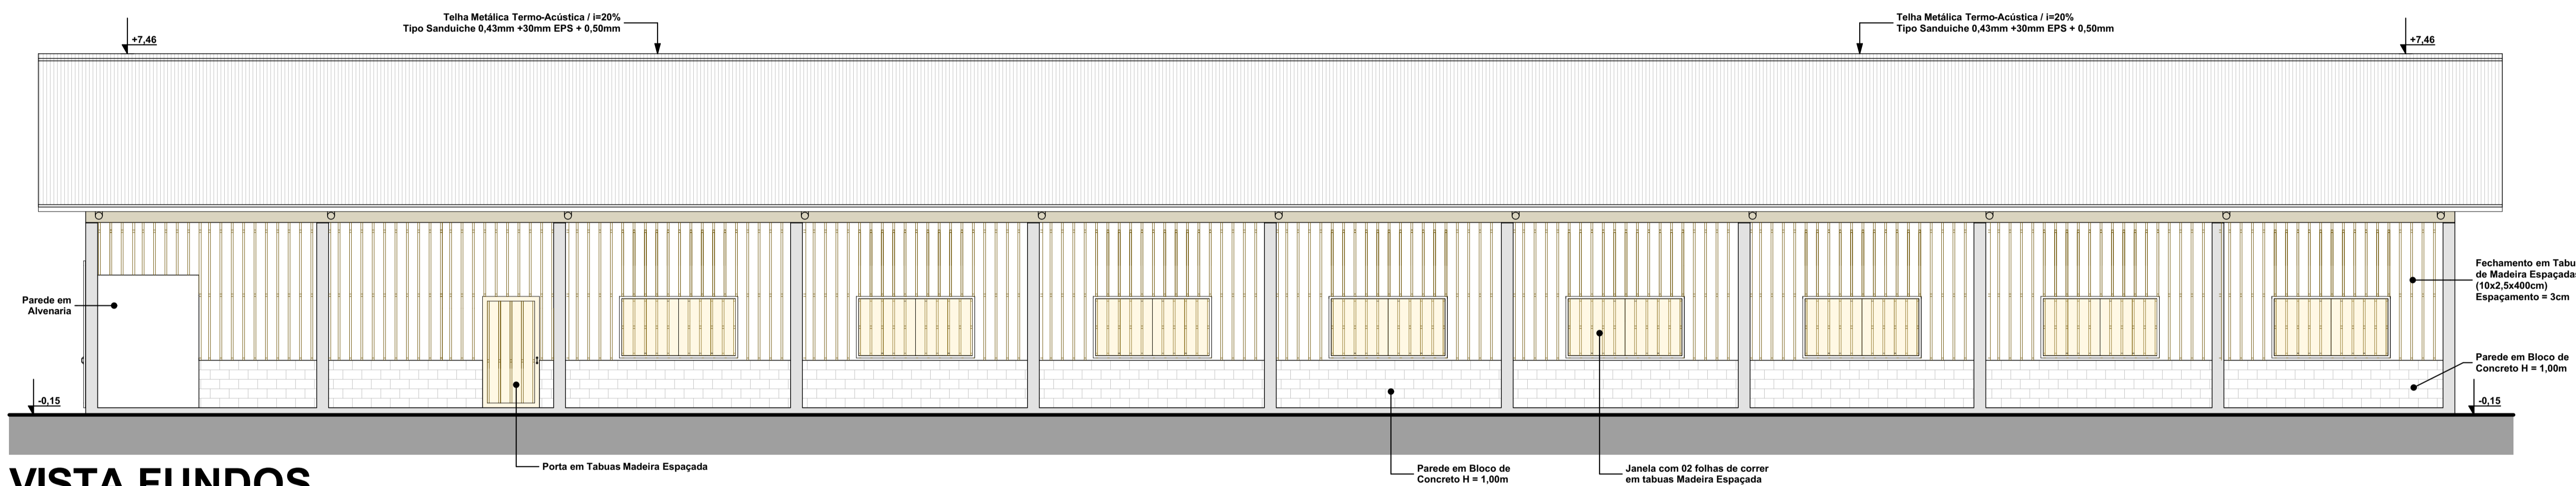 Telha Metálica Termo-Acústica / i=20%
Tipo Sanduiche 0,43mm +30mm EPS + 0,50mm
Telha Metálica Termo-Acústica / i=20%
Tipo Sanduiche 0,43mm +30mm EPS + 0,50mm
+7,46
+7,46
Fechamento em Tabu
de Madeira Espaçadas
(10x2,5x400cm)
Espaçamento = 3cm
Parede em
Alvenaria
Parede em Bloco de
Concreto H = 1,00m
-0,15
-0,15
Porta em Tabuas Madeira Espaçada
Parede em Bloco de
Concreto H = 1,00m
Janela com 02 folhas de correr
em tabuas Madeira Espaçada
VISTA FUNDOS